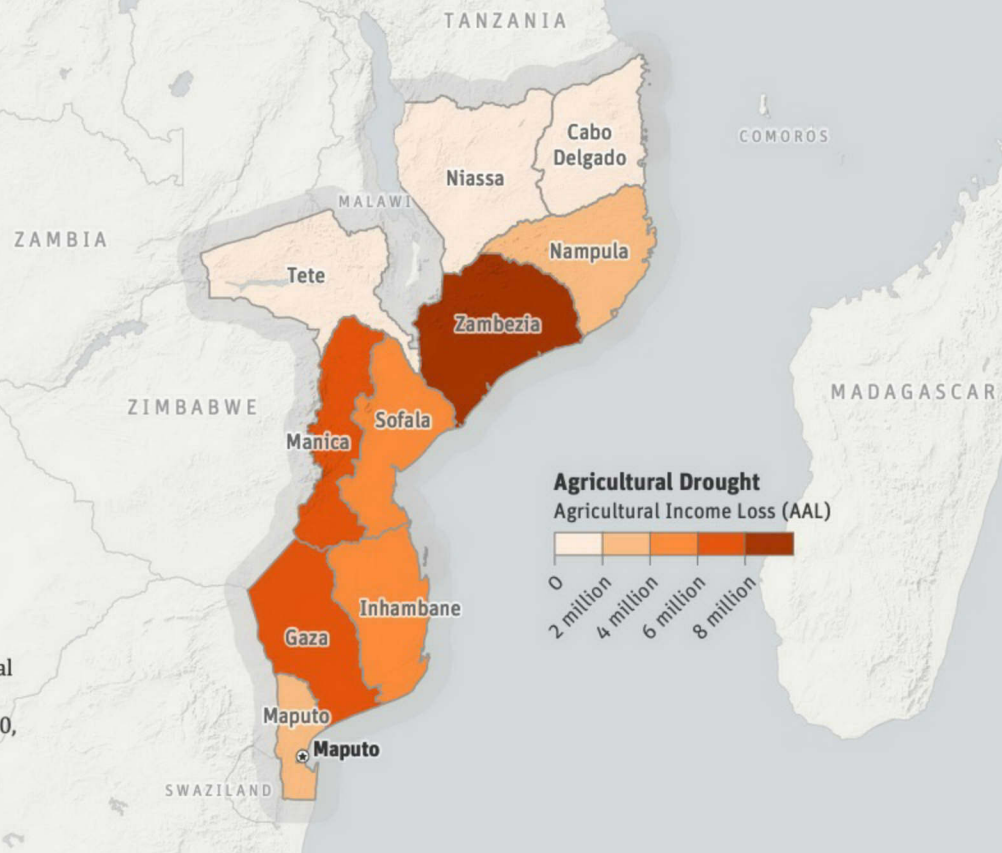 TANZANIA
COMOROS
Cabo
Delgado
Niassa
MALAWI
ZAMBIA
Nampula
Tete
Zambezia
MADAGASCAR
ZIMBABWE
Sofala
Manica
Agricultural Drought
Agricultural Income Loss (AAL)
0
2 million
4 million
6 million
8 million
Inhambane
Gaza
al
Maputo
0,
Maputo
SWAZILAND